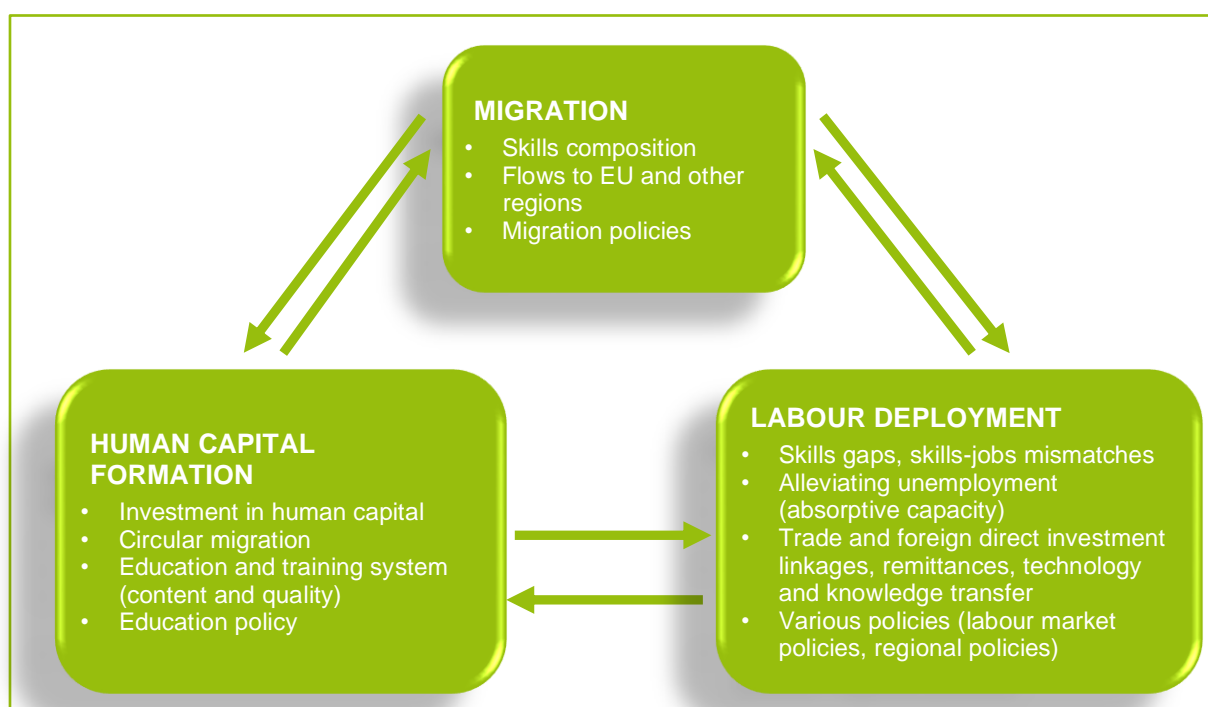 MIGRATION
• Skills composition
• Flows to EU and other
regions
• Migration policies
HUMAN CAPITAL
FORMATION
• Investment in human capital
• Circular migration
• Education and training system
(content and quality)
• Education policy
LABOUR DEPLOYMENT
• Skills gaps, skills-jobs mismatches
• Alleviating unemployment
(absorptive capacity)
• Trade and foreign direct investment
linkages, remittances, technology
and knowledge transfer
• Various policies (labour market
policies, regional policies)